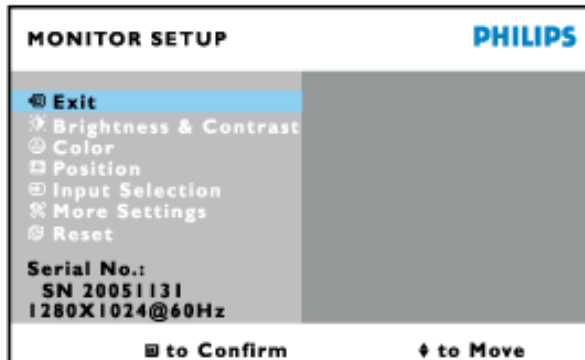 MONITOR SETUP
PHILIPS
Exit
Brightness & Contrast
Color
Position
Input Selection
More Settings
Reset
Serial No.:
SN 20051131
1280X1024@60Hz
to Confirm
to Move